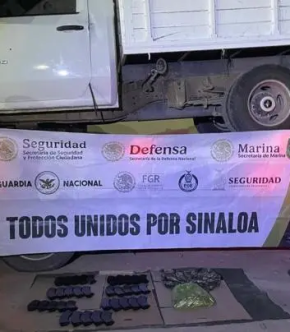 Seguridad Defensa Marina
Secretaría de Seguridad Secretaría de la Defensa Nacional Secretaría de Marina
y Protección Ciudadana
GUARDIA NACIONAL FGR SEGURIDAD
TODOS UNIDOS POR SINALOA